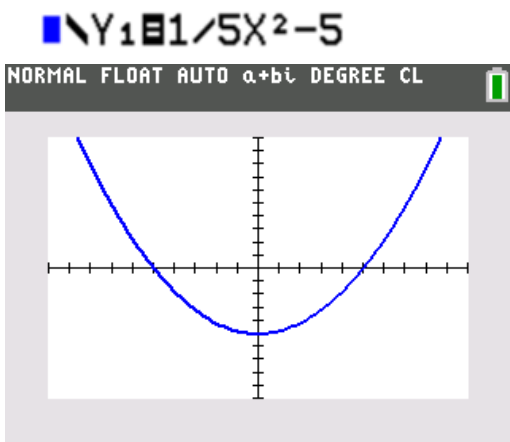 \Y₁=1/5X²-5
NORMAL FLOAT AUTO a+bi DEGREE CL